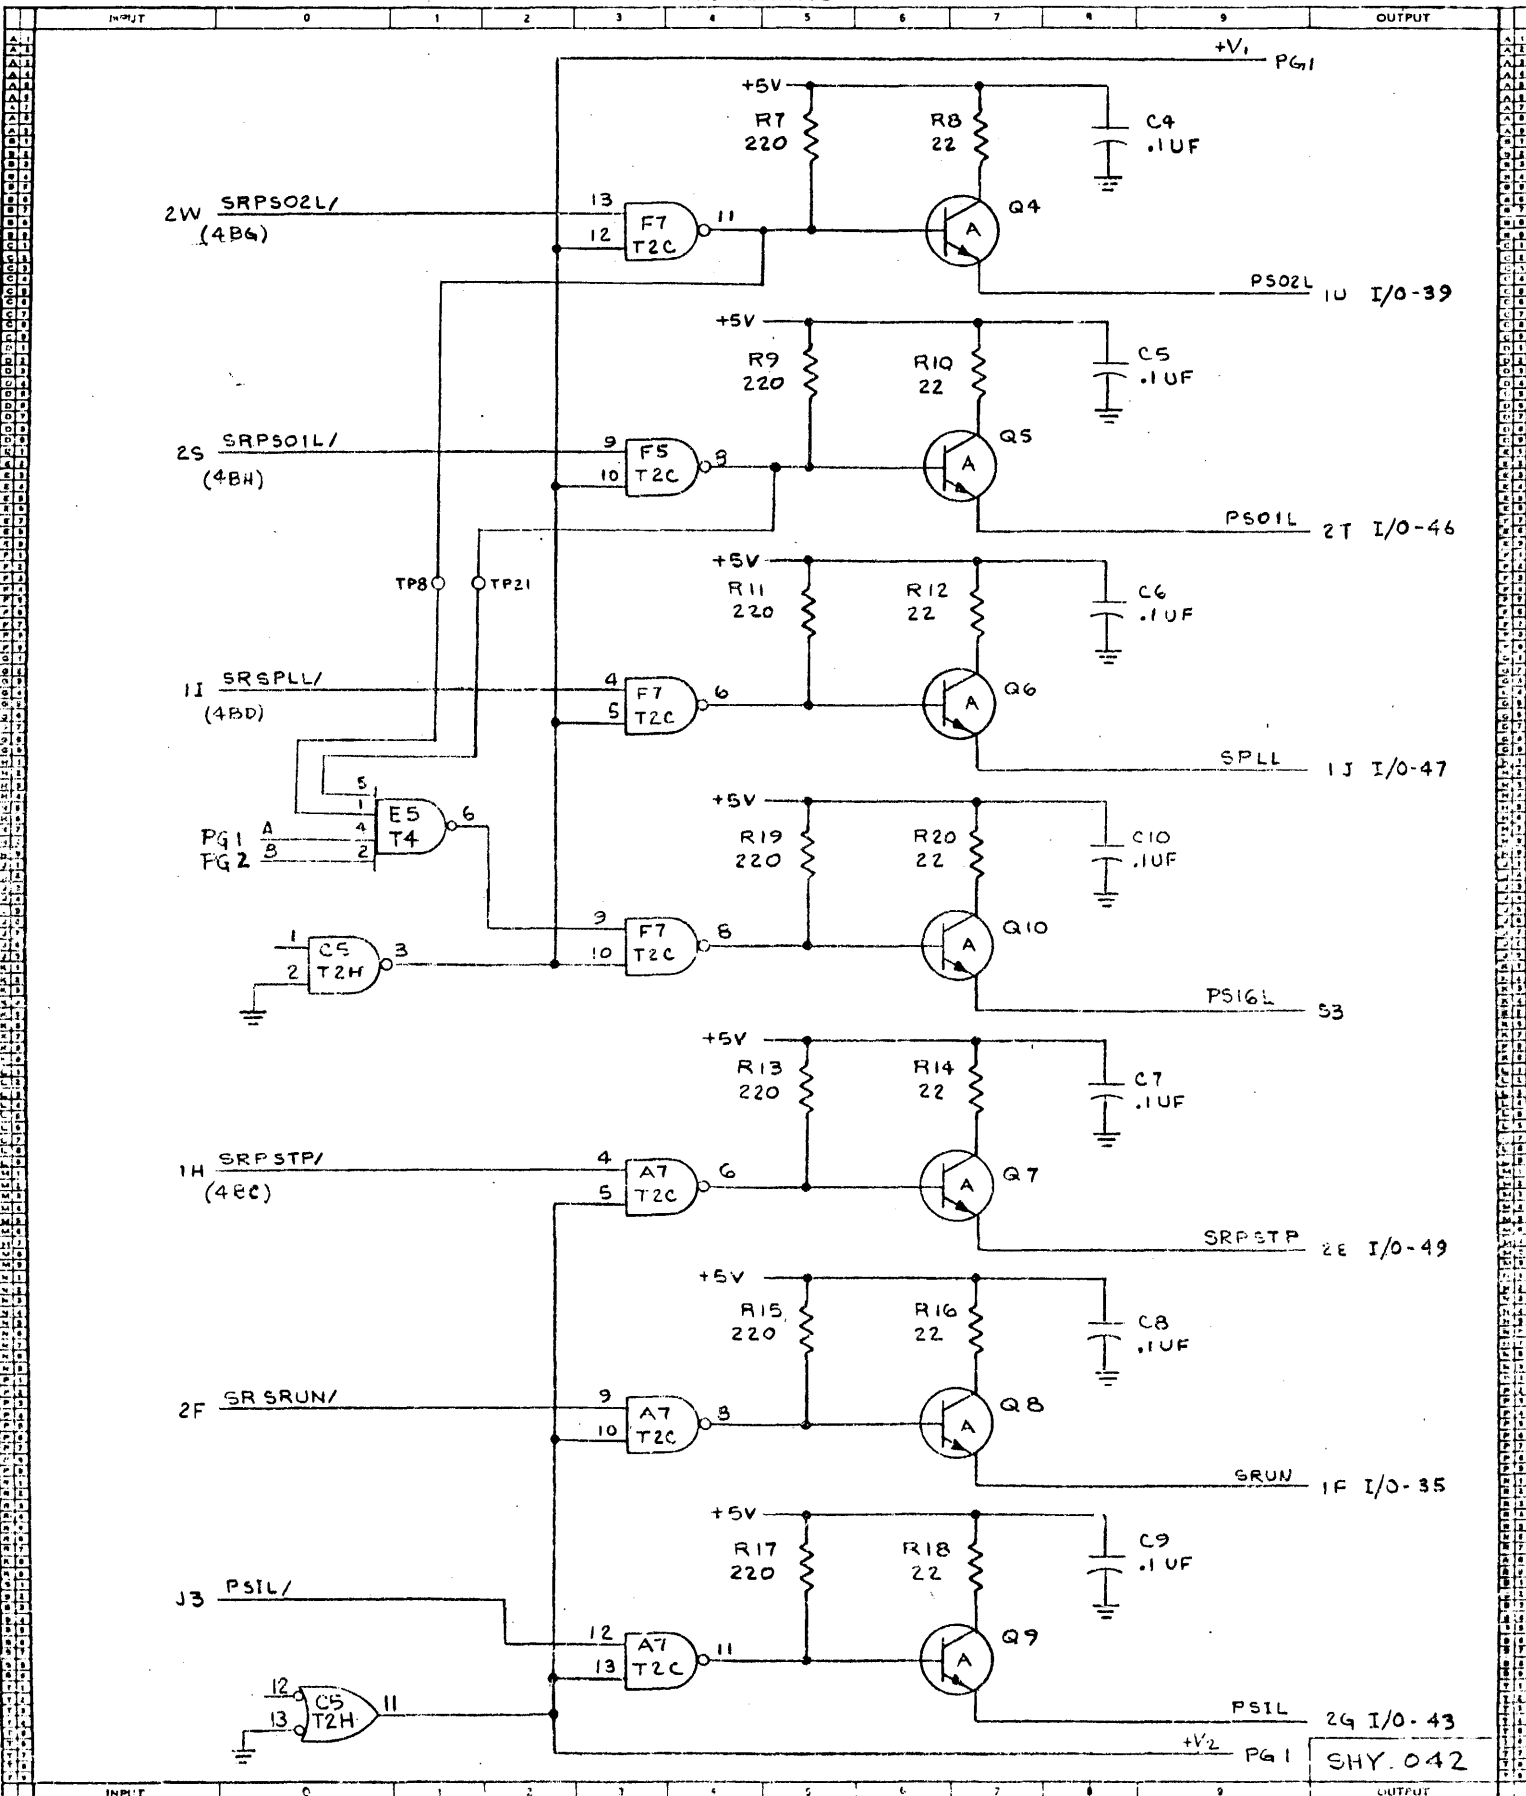 INPUT 0 1 2 3 4 5 6 7 8 9 OUTPUT
+V1 PG1
+5V
R7 220
R8 22
C4 .1UF
2W SRPS02L/
(4BG)
13
12
F7 T2C
11
Q4
A
PS02L 1U I/O-39
+5V
R9 220
R10 22
C5 .1UF
2S SRPS01L/
(4BH)
9
10
F5 T2C
8
Q5
A
PS01L 2T I/O-46
TP8
TP21
+5V
R11 220
R12 22
C6 .1UF
1I SRSPLL/
(4BD)
4
5
F7 T2C
6
Q6
A
SPLL 1J I/O-47
5
1
4
2
E5 T4
6
PG1 A
PG2 B
+5V
R19 220
R20 22
C10 .1UF
1
2
C5 T2H
3
9
10
F7 T2C
8
Q10
A
PS16L S3
+5V
R13 220
R14 22
C7 .1UF
1H SRPSTP/
(4BC)
4
5
A7 T2C
6
Q7
A
SRPSTP 2E I/O-49
+5V
R15 220
R16 22
C8 .1UF
2F SRSRUN/
9
10
A7 T2C
8
Q8
A
SRUN 1F I/O-35
+5V
R17 220
R18 22
C9 .1UF
J3 PSIL/
12
13
A7 T2C
11
Q9
A
PSIL 2G I/O-43
12
13
C5 T2H
11
+V2 PG1
SHY.042
INPUT 0 1 2 3 4 5 6 7 8 9 OUTPUT